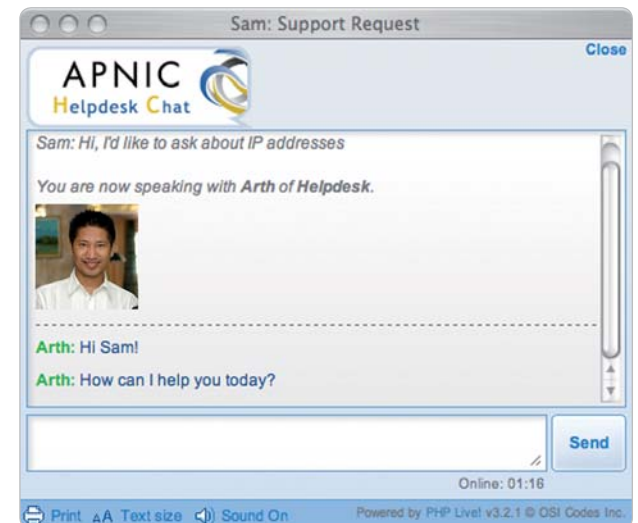 Sam: Support Request
Close
APNIC
Helpdesk Chat
Sam: Hi, I'd like to ask about IP addresses
You are now speaking with Arth of Helpdesk.
Arth: Hi Sam!
Arth: How can I help you today?
Send
Online: 01:16
Print AA Text size Sound On Powered by PHP Live! v3.2.1 © OSI Codes Inc.